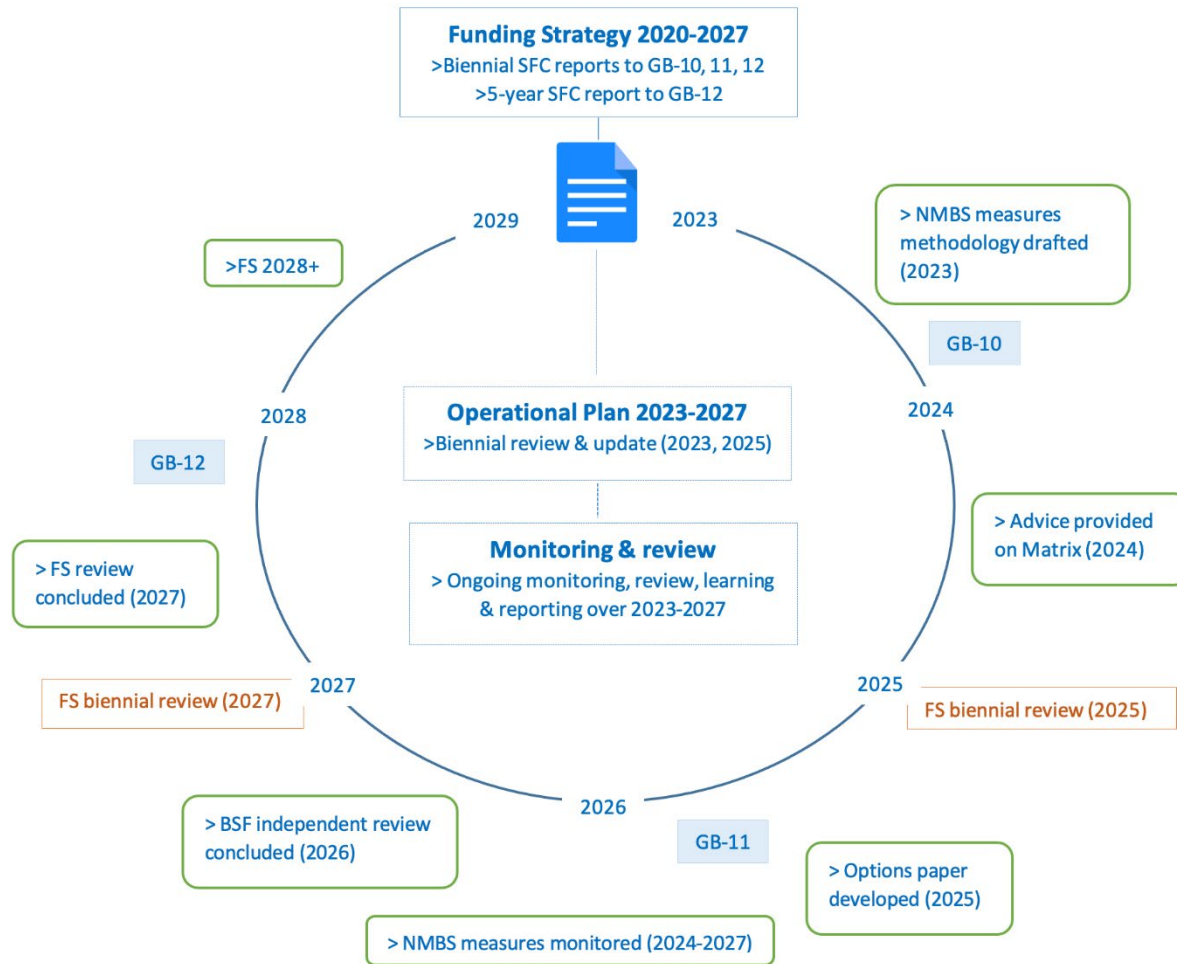 Funding Strategy 2020-2027
>Biennial SFC reports to GB-10, 11, 12
>5-year SFC report to GB-12
2029
2023
> NMBS measures
methodology drafted
(2023)
>FS 2028+
GB-10
Operational Plan 2023-2027
>Biennial review & update (2023, 2025)
2028
2024
GB-12
> Advice provided
on Matrix (2024)
Monitoring & review
> Ongoing monitoring, review, learning
& reporting over 2023-2027
> FS review
concluded (2027)
2027
2025
FS biennial review (2027)
FS biennial review (2025)
2026
> BSF independent review
concluded (2026)
GB-11
> Options paper
developed (2025)
> NMBS measures monitored (2024-2027)